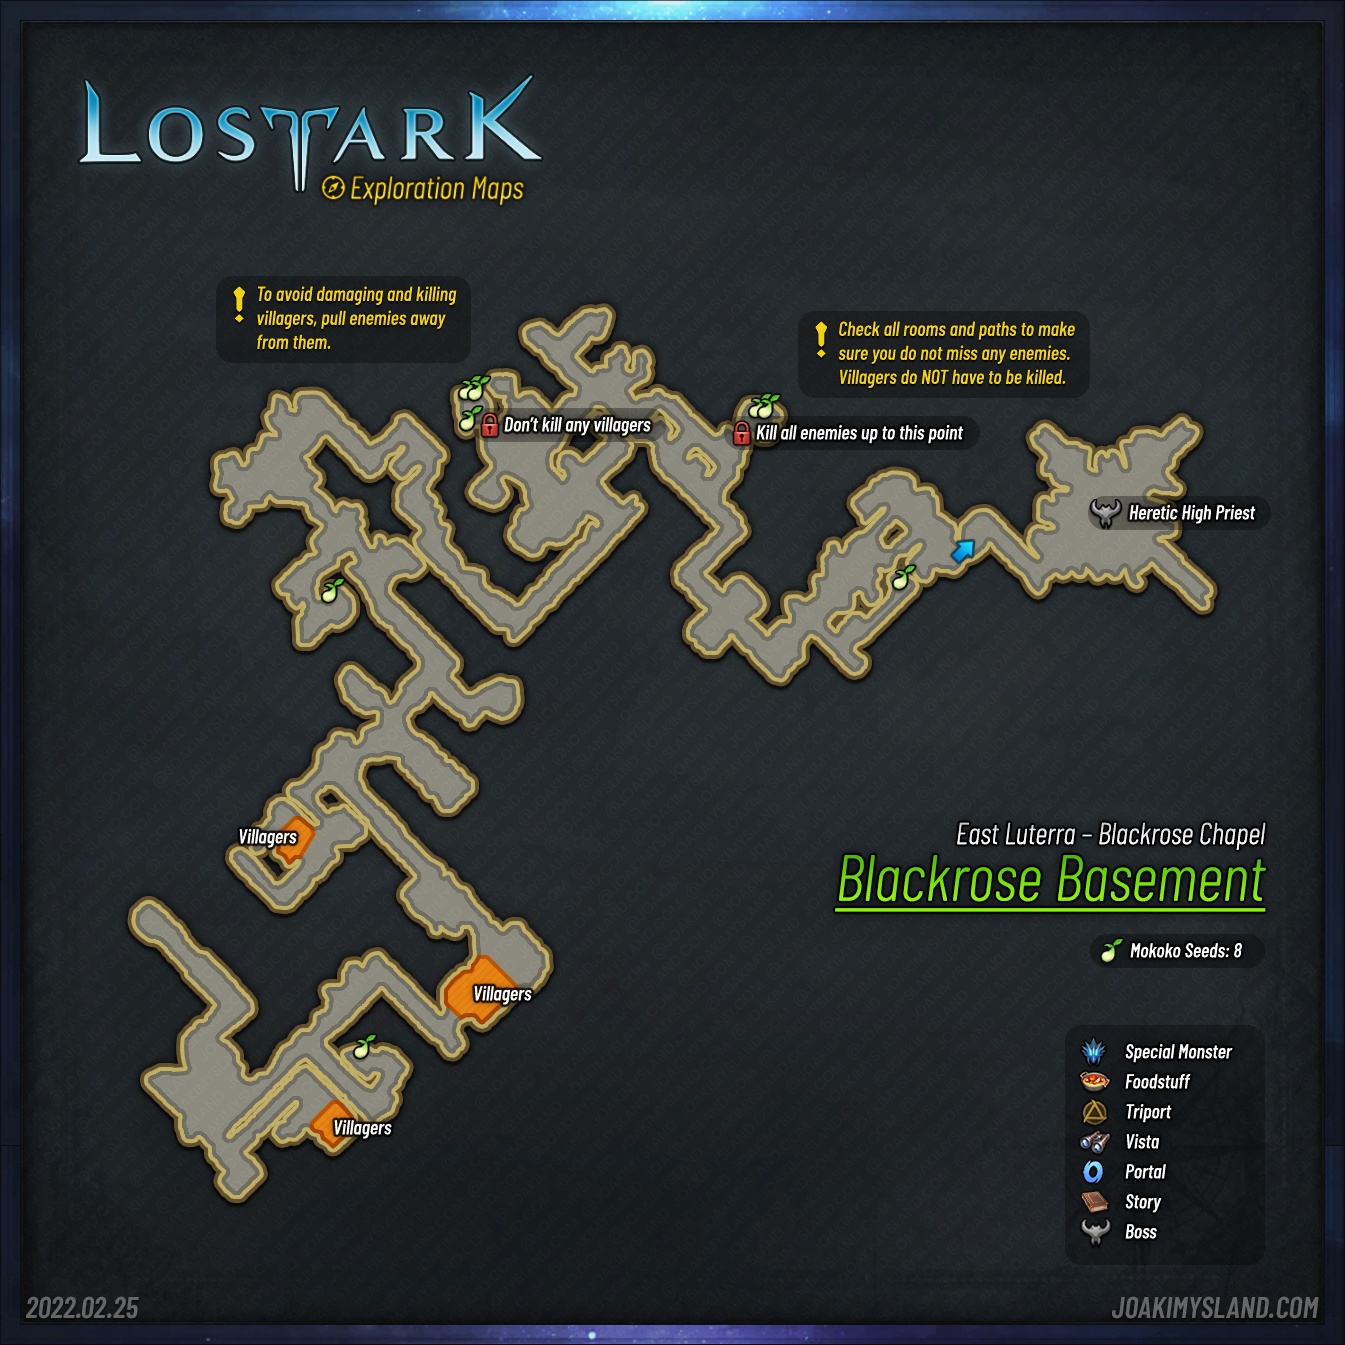 LOSTARK
Exploration Maps
To avoid damaging and killing
villagers, pull enemies away
from them.
Check all rooms and paths to make
sure you do not miss any enemies.
Villagers do NOT have to be killed.
Don't kill any villagers
Kill all enemies up to this point
Heretic High Priest
Villagers
Villagers
Villagers
East Luterra – Blackrose Chapel
Blackrose Basement
Mokoko Seeds: 8
Special Monster
Foodstuff
Triport
Vista
Portal
Story
Boss
2022.02.25
JOAKIMYSLAND.COM